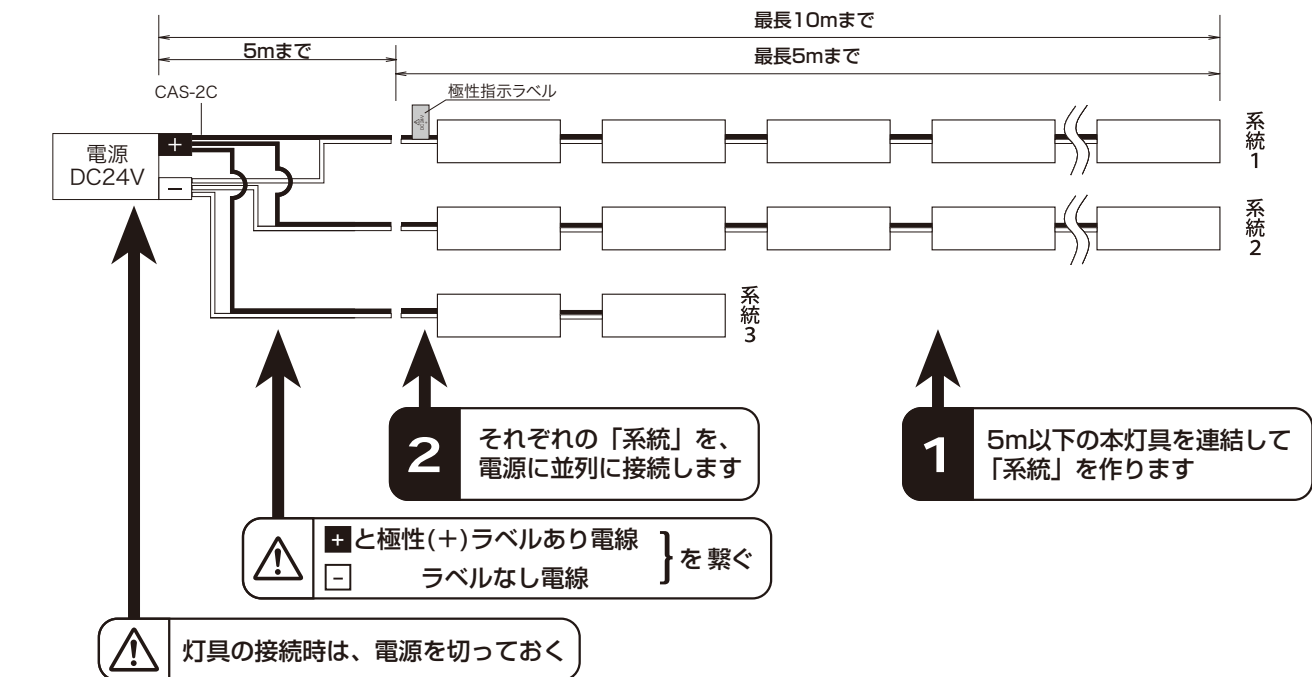 最長10mまで
5mまで
最長5mまで
CAS-2C
極性指示ラベル
電源
DC24V
+
−
系統1
系統2
系統3
2
それぞれの「系統」を、
電源に並列に接続します
1
5m以下の本灯具を連結して
「系統」を作ります
+と極性(+)ラベルあり電線
− ラベルなし電線
}を 繋ぐ
灯具の接続時は、電源を切っておく